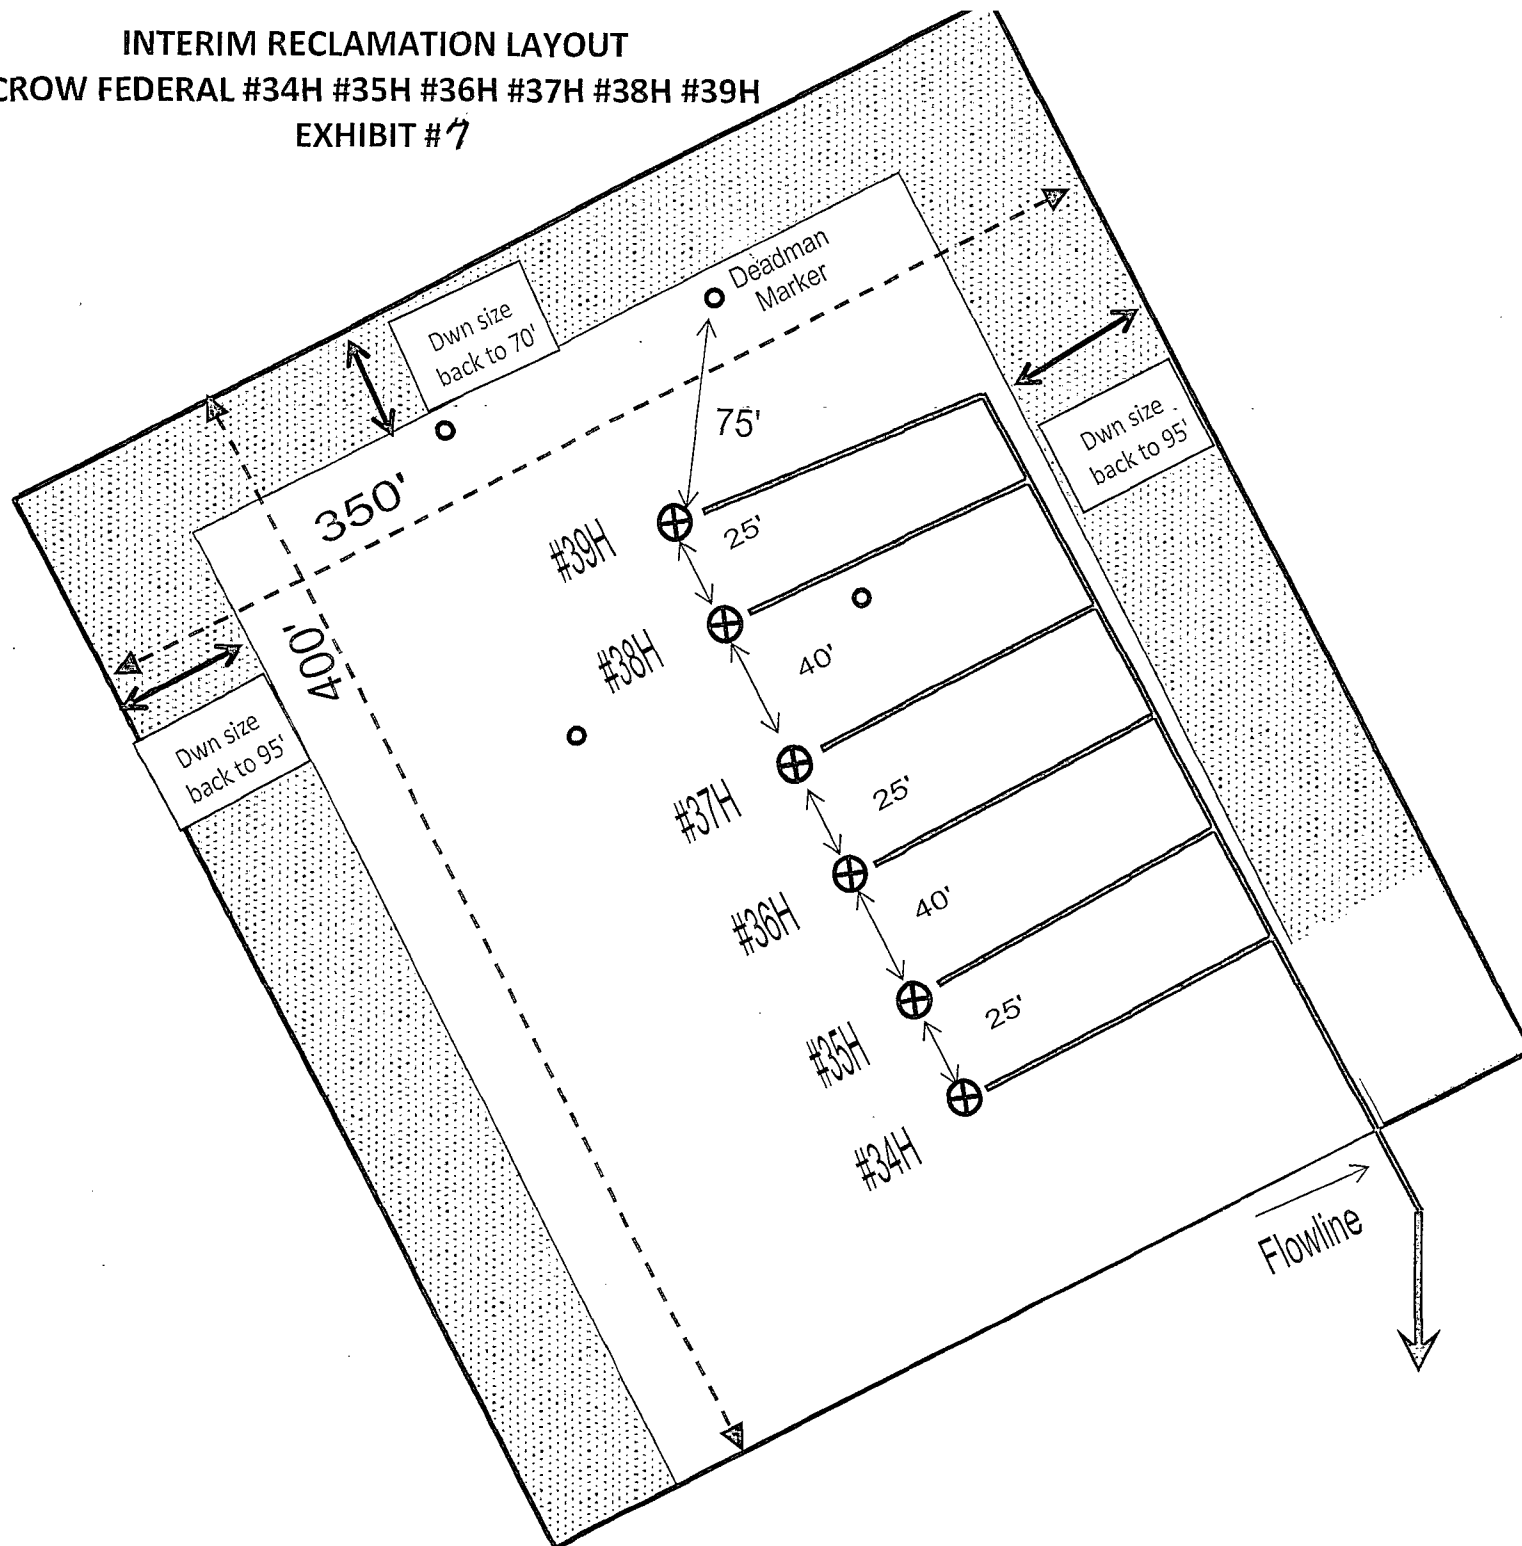 INTERIM RECLAMATION LAYOUT
CROW FEDERAL #34H #35H #36H #37H #38H #39H
EXHIBIT #7
Deadman
Marker
Dwn size
back to 70'
75'
Dwn size
back to 95'
350'
#39H
25'
400'
#38H
40'
Dwn size
back to 95'
#37H
25'
#36H
40'
#35H
25'
#34H
Flowline